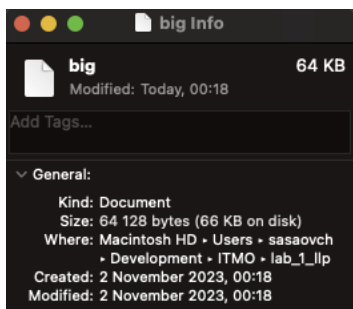 big Info
big 64 KB
Modified: Today, 00:18
Add Tags...
General:
Kind: Document
Size: 64 128 bytes (66 KB on disk)
Where: Macintosh HD ▸ Users ▸ sasaovch
▸ Development ▸ ITMO ▸ lab_1_llp
Created: 2 November 2023, 00:18
Modified: 2 November 2023, 00:18